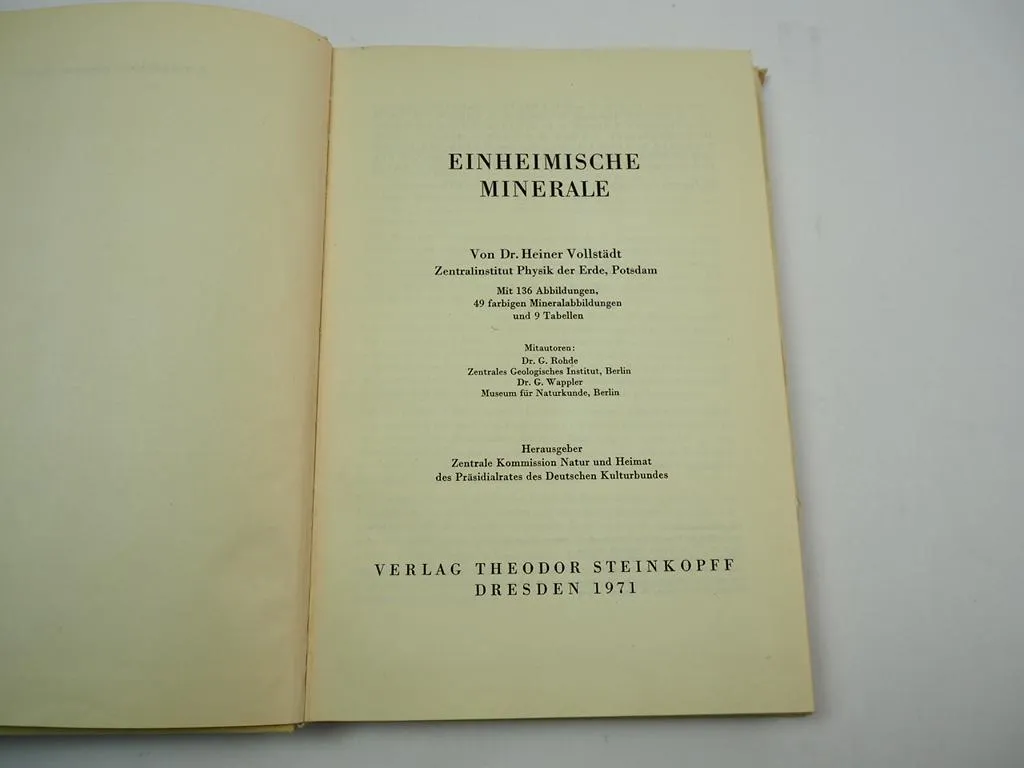 EINHEIMISCHE
MINERALE
Von Dr. Heiner Vollstädt
Zentralinstitut Physik der Erde, Potsdam
Mit 136 Abbildungen,
49 farbigen Mineralabbildungen
und 9 Tabellen
Mitautoren:
Dr. G. Rohde
Zentrales Geologisches Institut, Berlin
Dr. G. Wappler
Museum für Naturkunde, Berlin
Herausgeber
Zentrale Kommission Natur und Heimat
des Präsidialrates des Deutschen Kulturbundes
VERLAG THEODOR STEINKOPFF
DRESDEN 1971